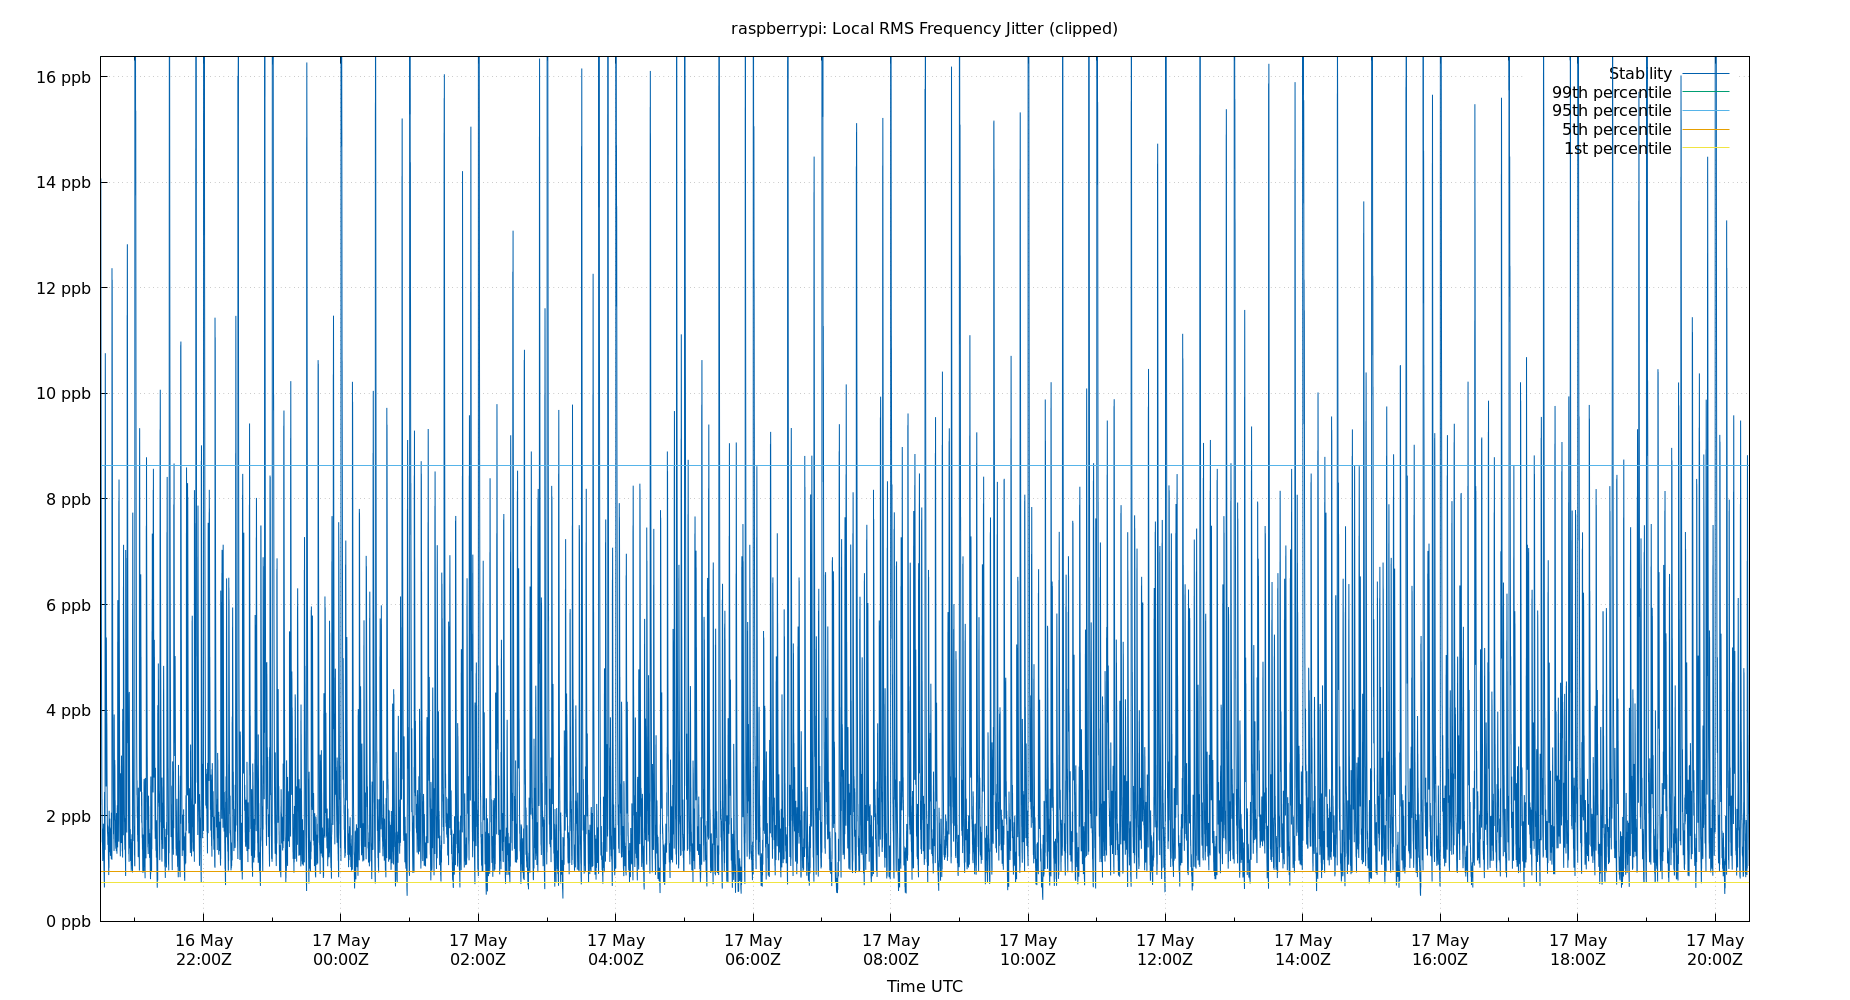 raspberrypi: Local RMS Frequency Jitter (clipped)
16 ppb
14 ppb
12 ppb
10 ppb
8 ppb
6 ppb
4 ppb
2 ppb
0 ppb
Stability
99th percentile
95th percentile
5th percentile
1st percentile
16 May 22:00Z
17 May 00:00Z
17 May 02:00Z
17 May 04:00Z
17 May 06:00Z
17 May 08:00Z
17 May 10:00Z
17 May 12:00Z
17 May 14:00Z
17 May 16:00Z
17 May 18:00Z
17 May 20:00Z
Time UTC